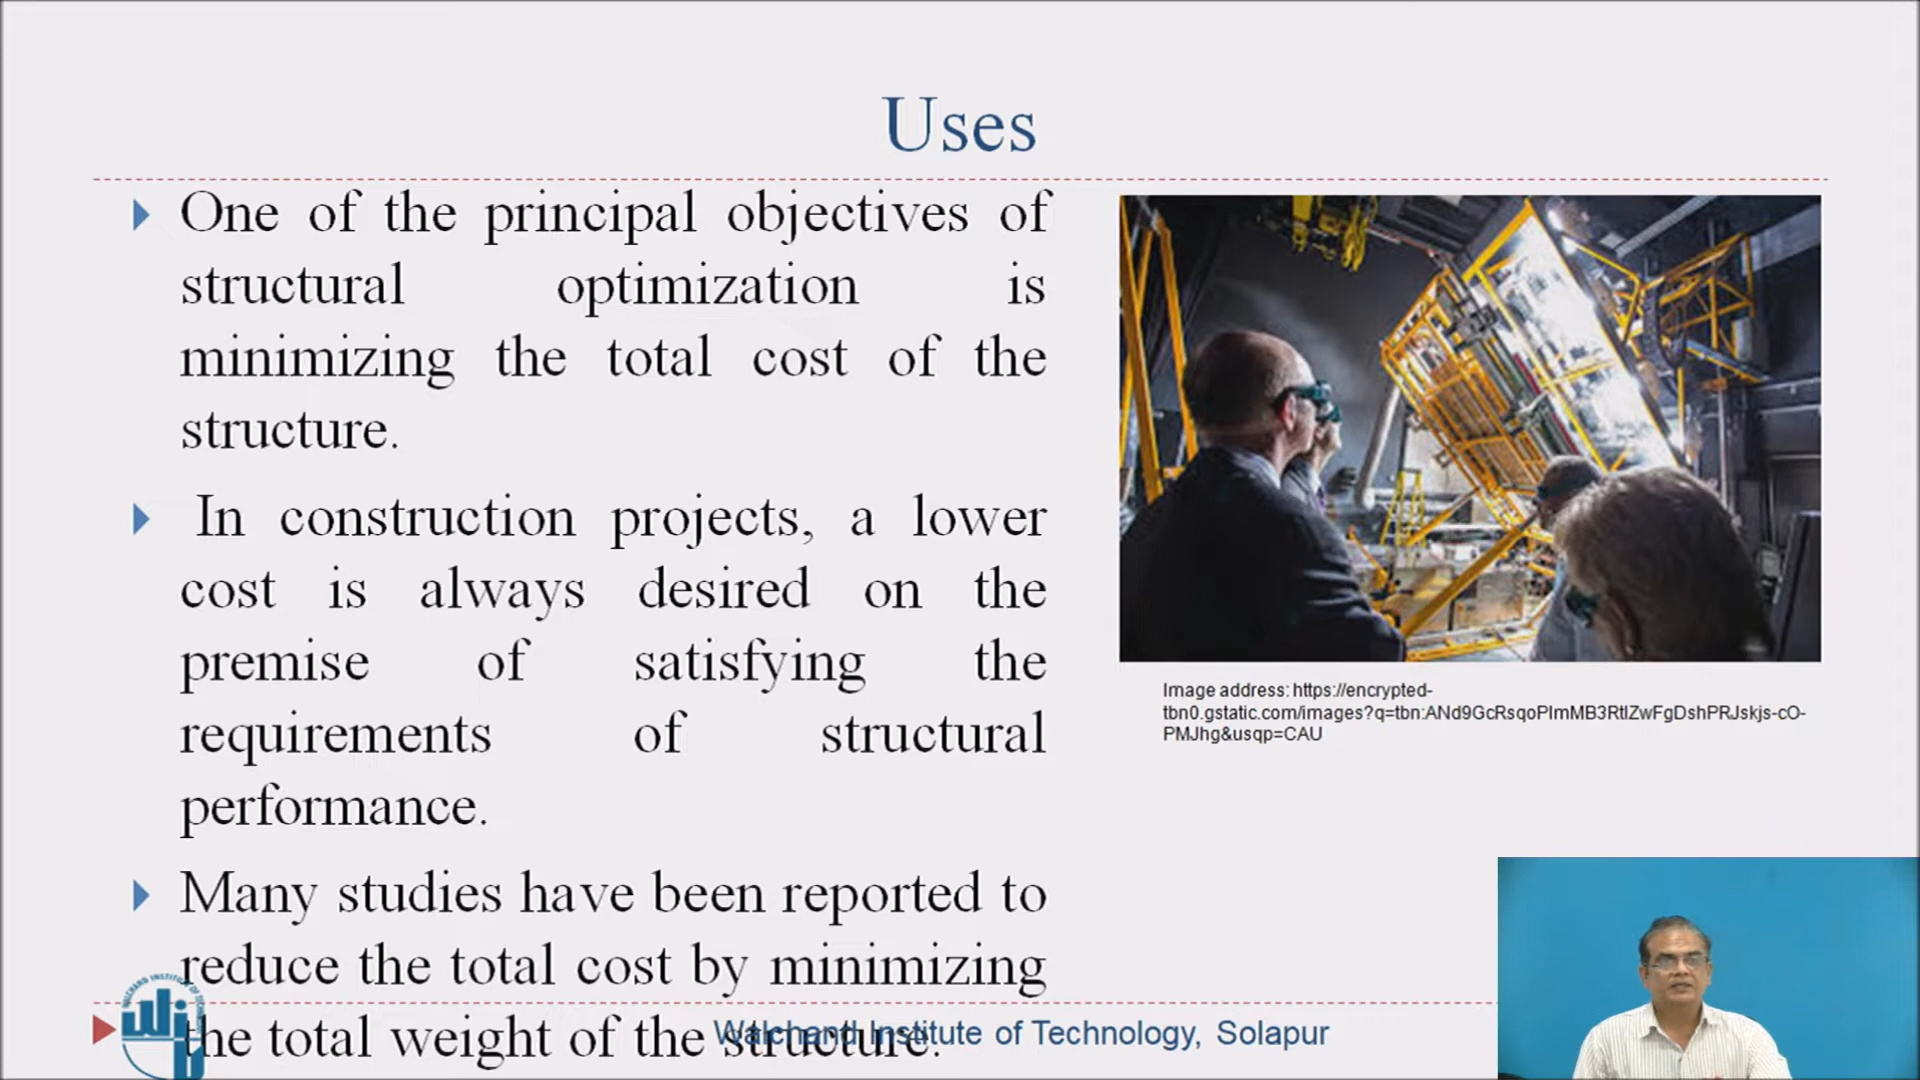 Uses
One of the principal objectives of
structural optimization is
minimizing the total cost of the
structure.
In construction projects, a lower
cost is always desired on the
premise of satisfying the
requirements of structural
performance.
Many studies have been reported to
reduce the total cost by minimizing
the total weight of the structure.
Image address: https://encrypted-
tbn0.gstatic.com/images?q=tbn:ANd9GcRsqoPImMB3RtIZwFgDshPRJskjs-cO-
PMJhg&usqp=CAU
Walchand Institute of Technology, Solapur